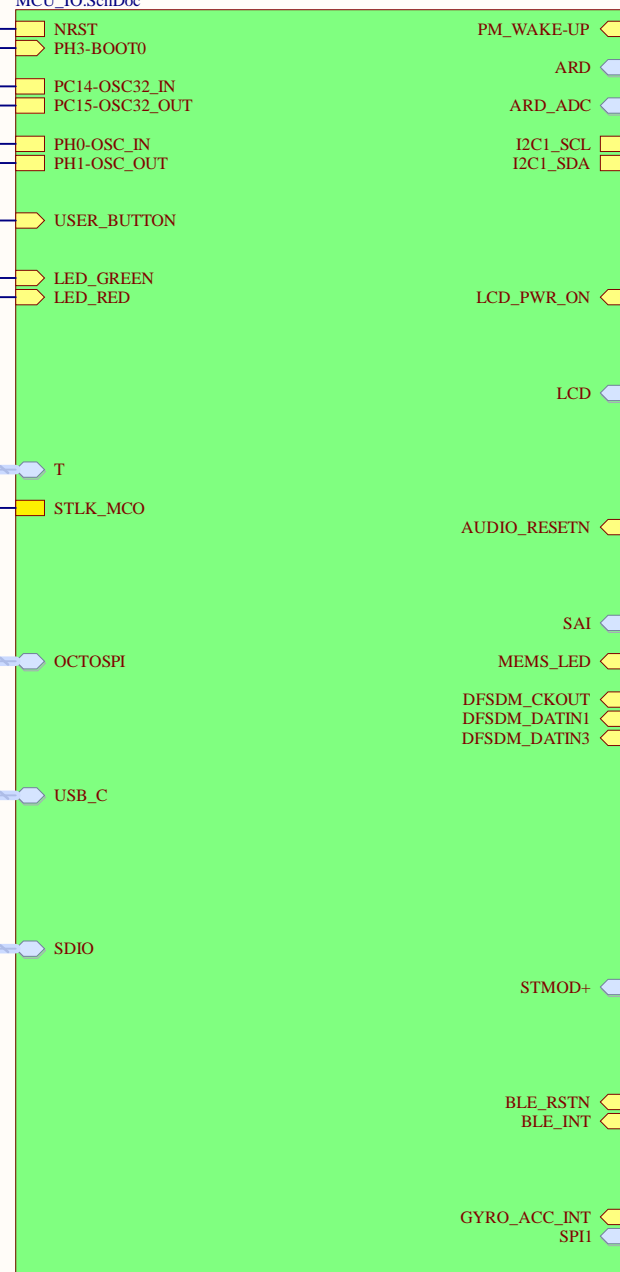 MCU_IO.SchDoc
NRST
PH3-BOOT0
PC14-OSC32_IN
PC15-OSC32_OUT
PH0-OSC_IN
PH1-OSC_OUT
USER_BUTTON
LED_GREEN
LED_RED
T
STLK_MCO
OCTOSPI
USB_C
SDIO
PM_WAKE-UP
ARD
ARD_ADC
I2C1_SCL
I2C1_SDA
LCD_PWR_ON
LCD
AUDIO_RESETN
SAI
MEMS_LED
DFSDM_CKOUT
DFSDM_DATIN1
DFSDM_DATIN3
STMOD+
BLE_RSTN
BLE_INT
GYRO_ACC_INT
SPI1